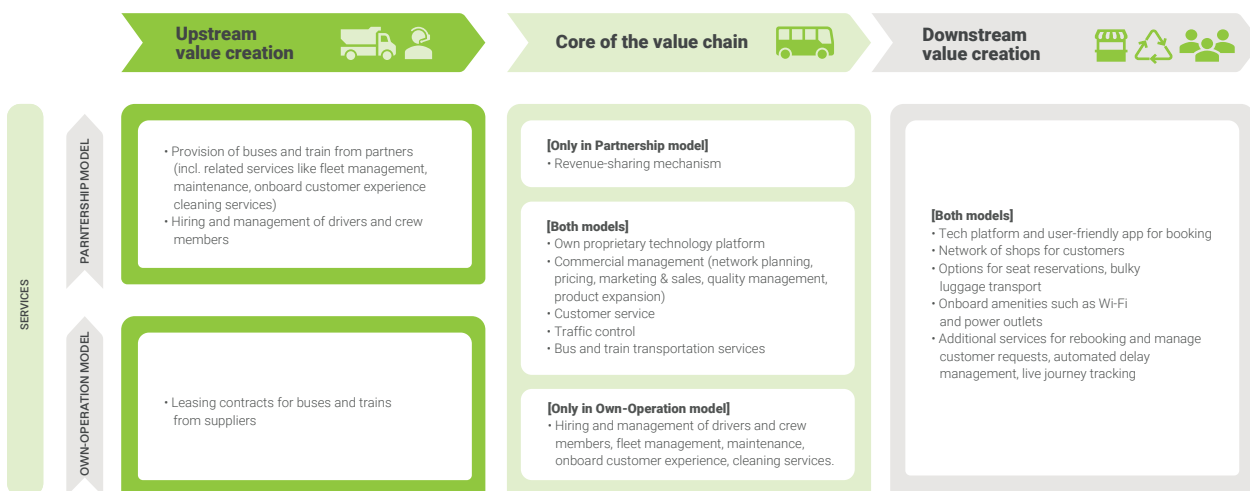 Upstream
value creation
Core of the value chain
Downstream
value creation
SERVICES
PARNTERSHIP MODEL
• Provision of buses and train from partners
(incl. related services like fleet management,
maintenance, onboard customer experience
cleaning services)
• Hiring and management of drivers and crew
members
OWN-OPERATION MODEL
• Leasing contracts for buses and trains
from suppliers
[Only in Partnership model]
• Revenue-sharing mechanism
[Both models]
• Own proprietary technology platform
• Commercial management (network planning,
pricing, marketing & sales, quality management,
product expansion)
• Customer service
• Traffic control
• Bus and train transportation services
[Only in Own-Operation model]
• Hiring and management of drivers and crew
members, fleet management, maintenance,
onboard customer experience, cleaning services.
[Both models]
• Tech platform and user-friendly app for booking
• Network of shops for customers
• Options for seat reservations, bulky
luggage transport
• Onboard amenities such as Wi-Fi
and power outlets
• Additional services for rebooking and manage
customer requests, automated delay
management, live journey tracking